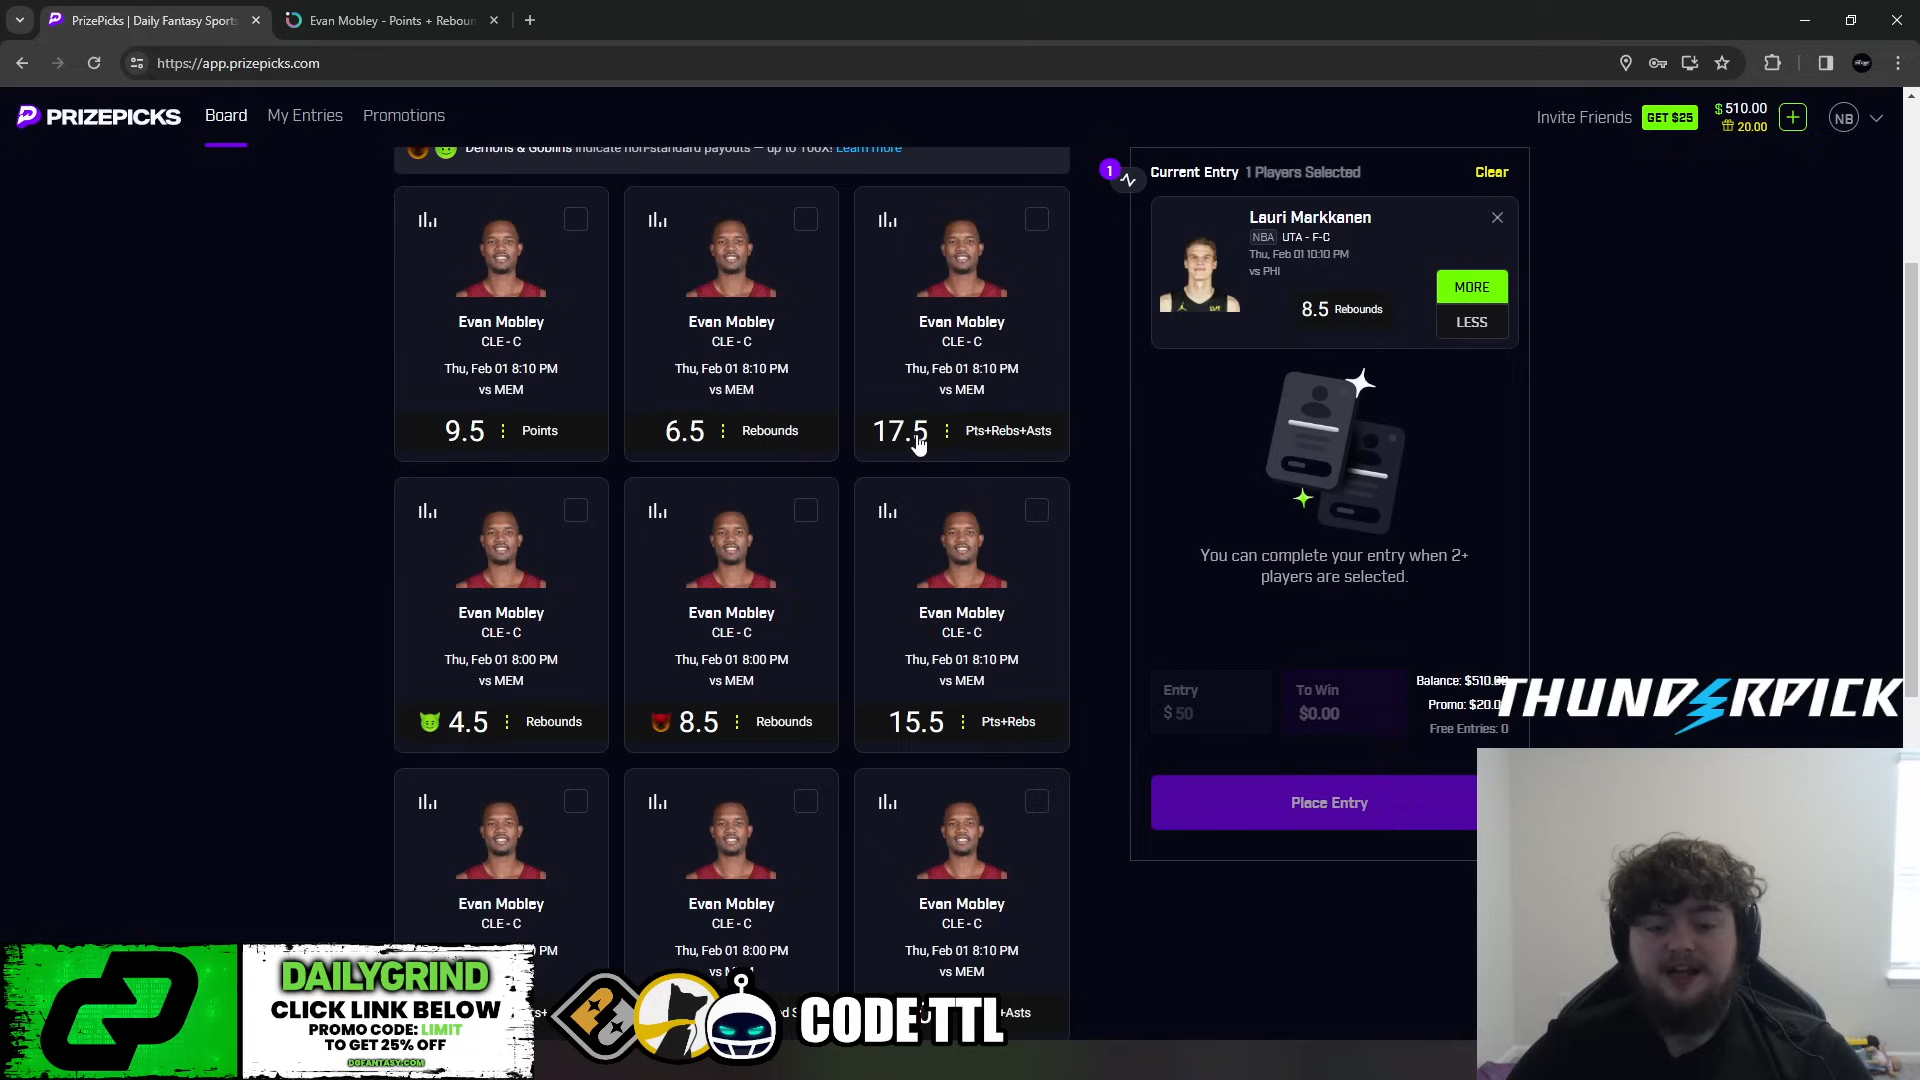 PrizePicks | Daily Fantasy Sports
Evan Mobley - Points + Reboun
https://app.prizepicks.com
PRIZEPICKS
Board
My Entries
Promotions
Invite Friends
GET $25
$ 510.00
20.00
NB
Demons & Goblins indicate non-standard payouts — up to 100X! Learn more
1
Current Entry 1 Players Selected
Clear
Evan Mobley
CLE - C
Thu, Feb 01 8:10 PM
vs MEM
9.5 Points
Evan Mobley
CLE - C
Thu, Feb 01 8:10 PM
vs MEM
6.5 Rebounds
Evan Mobley
CLE - C
Thu, Feb 01 8:10 PM
vs MEM
17.5 Pts+Rebs+Asts
Lauri Markkanen
NBA UTA - F-C
Thu, Feb 01 10:10 PM
vs PHI
8.5 Rebounds
MORE
LESS
You can complete your entry when 2+
players are selected.
Evan Mobley
CLE - C
Thu, Feb 01 8:00 PM
vs MEM
4.5 Rebounds
Evan Mobley
CLE - C
Thu, Feb 01 8:00 PM
vs MEM
8.5 Rebounds
Evan Mobley
CLE - C
Thu, Feb 01 8:10 PM
vs MEM
15.5 Pts+Rebs
Entry
$ 50
To Win
$0.00
Balance: $510.
Promo: $20.0
Free Entries: 0
THUNDERPICK
Place Entry
Evan Mobley
CLE - C
PM
Evan Mobley
CLE - C
Thu, Feb 01 8:00 PM
vs M
Evan Mobley
CLE - C
Thu, Feb 01 8:10 PM
vs MEM
s+Asts
DAILYGRIND
CLICK LINK BELOW
PROMO CODE: LIMIT
TO GET 25% OFF
DGFANTASY.COM
CODE TTL